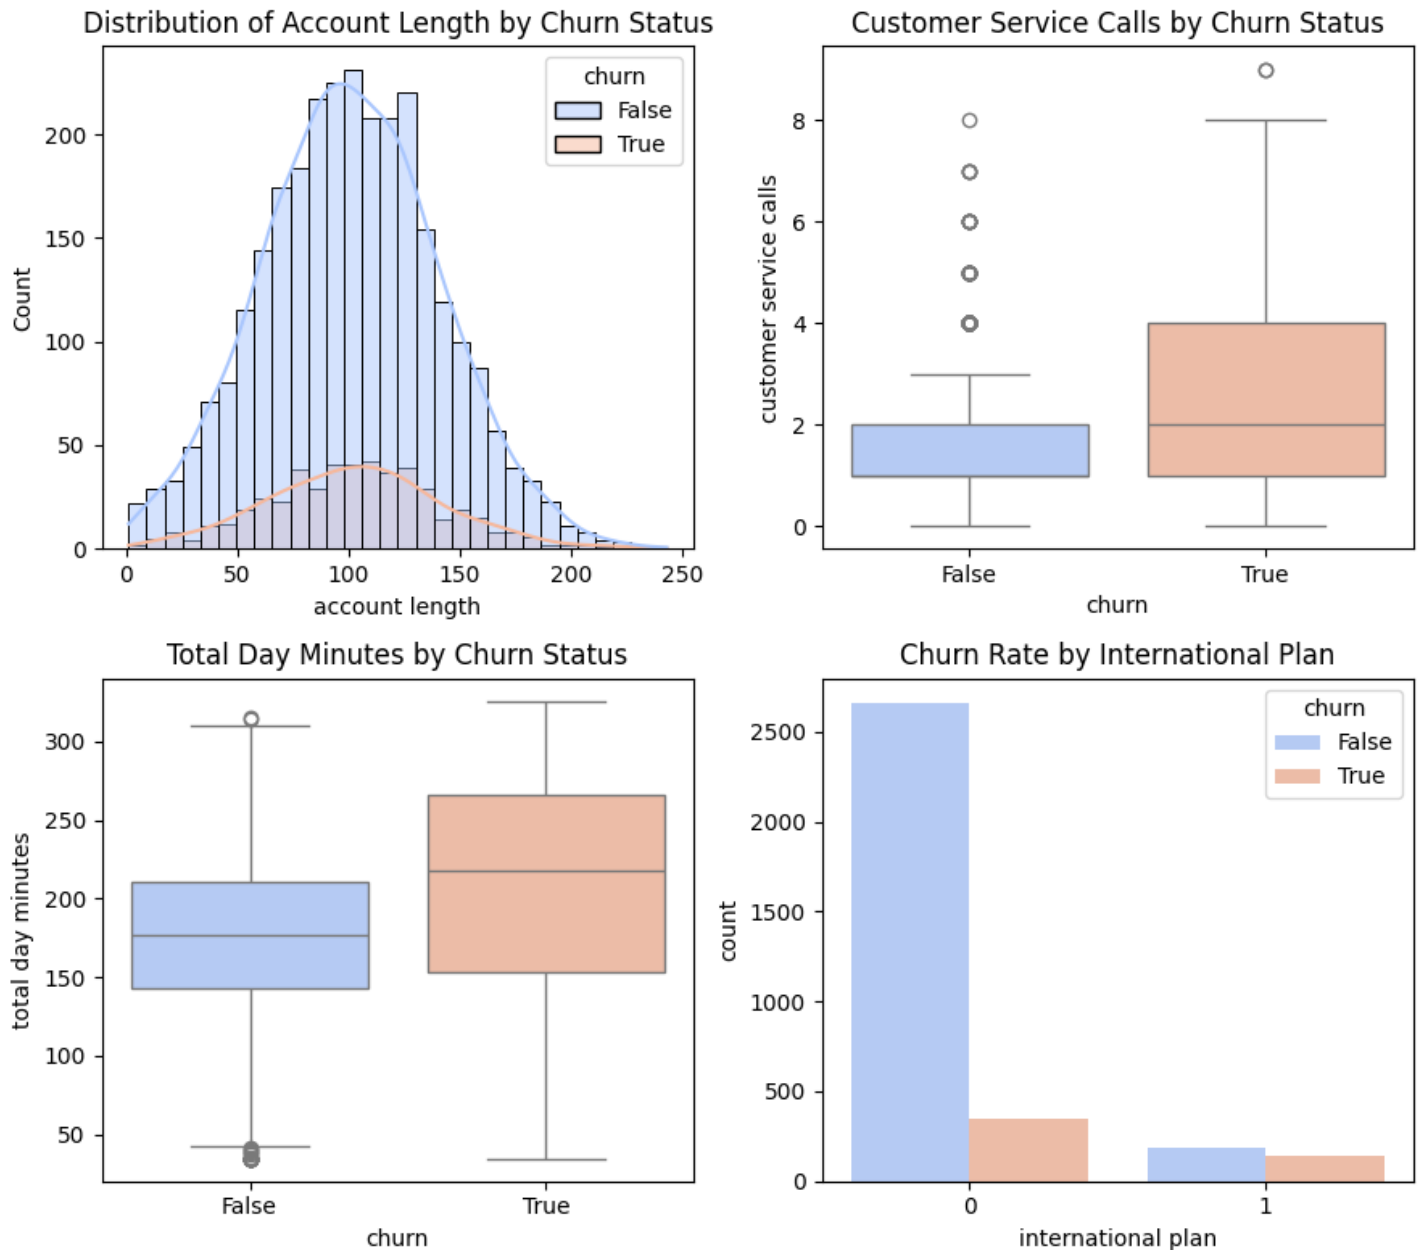 Distribution of Account Length by Churn Status
churn
False
True
Count
200
150
100
50
0
0 50 100 150 200 250
account length
Customer Service Calls by Churn Status
customer service calls
8
6
4
2
0
False True
churn
Total Day Minutes by Churn Status
total day minutes
300
250
200
150
100
50
False True
churn
Churn Rate by International Plan
churn
False
True
count
2500
2000
1500
1000
500
0
0 1
international plan